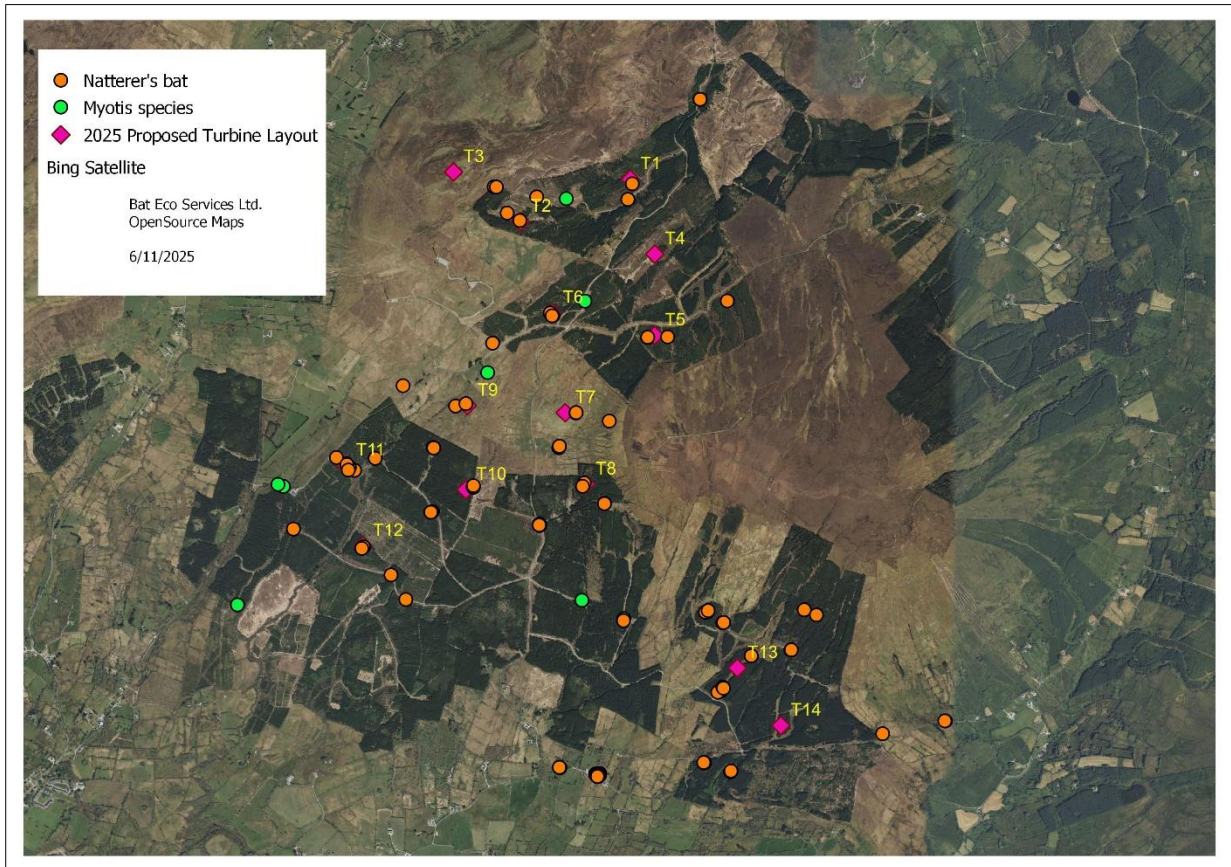 Natterer's bat
Myotis species
2025 Proposed Turbine Layout
Bing Satellite
Bat Eco Services Ltd.
OpenSource Maps
6/11/2025
T3
T1
T2
T4
T6
T5
T9
T7
T11
T10
T8
T12
T13
T14